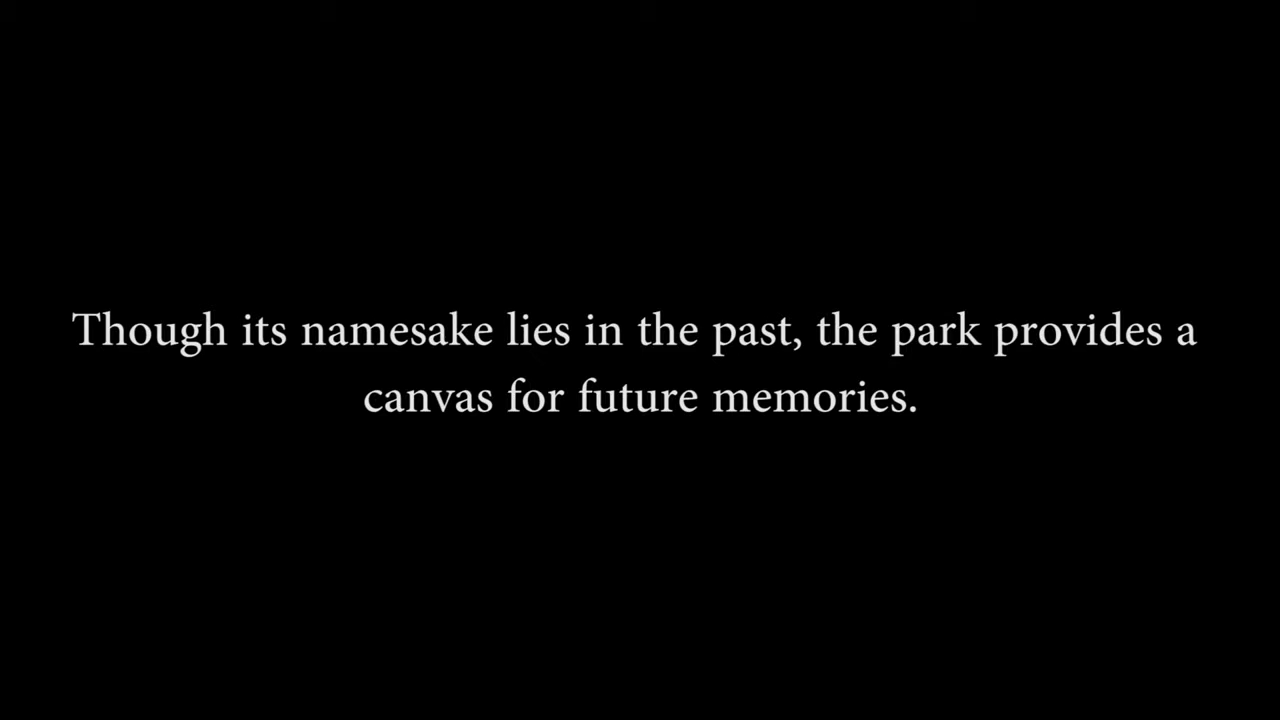 Though its namesake lies in the past, the park provides a
canvas for future memories.